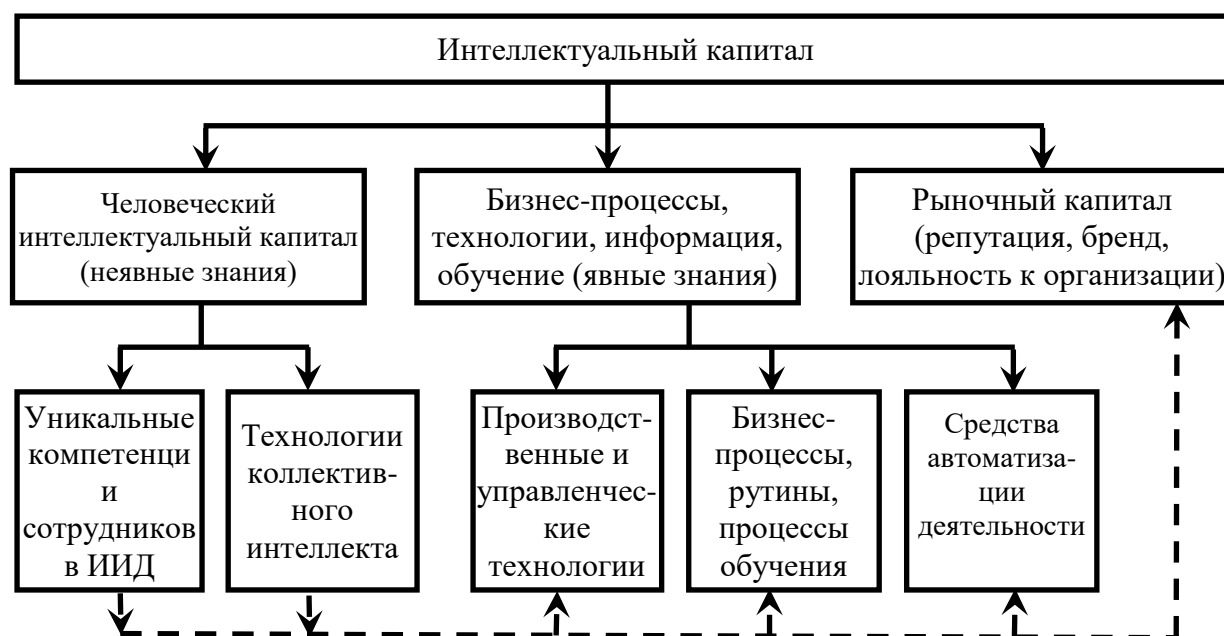 Интеллектуальный капитал
Человеческий
интеллектуальный капитал
(неявные знания)
Бизнес-процессы,
технологии, информация,
обучение (явные знания)
Рыночный капитал
(репутация, бренд,
лояльность к организации)
Уникальные
компетенци
и
сотрудников
в ИИД
Технологии
коллектив-
ного
интеллекта
Производст-
венные и
управленчес-
кие
технологии
Бизнес-
процессы,
рутины,
процессы
обучения
Средства
автоматиза-
ции
деятельности